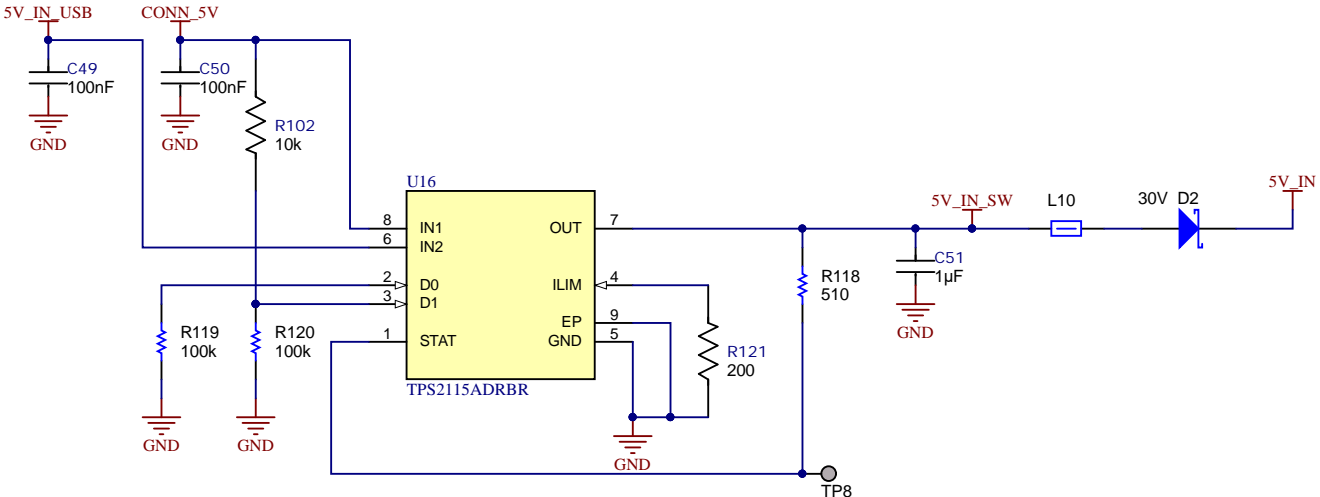 5V_IN_USB
CONN_5V
C49
100nF
C50
100nF
GND
GND
R102
10k
U16
8
IN1
6
IN2
2
D0
3
D1
1
STAT
OUT
7
ILIM
4
EP
9
GND
5
TPS2115ADRBR
R119
100k
R120
100k
GND
GND
R121
200
GND
R118
510
5V_IN_SW
C51
1µF
GND
L10
30V D2
5V_IN
TP8